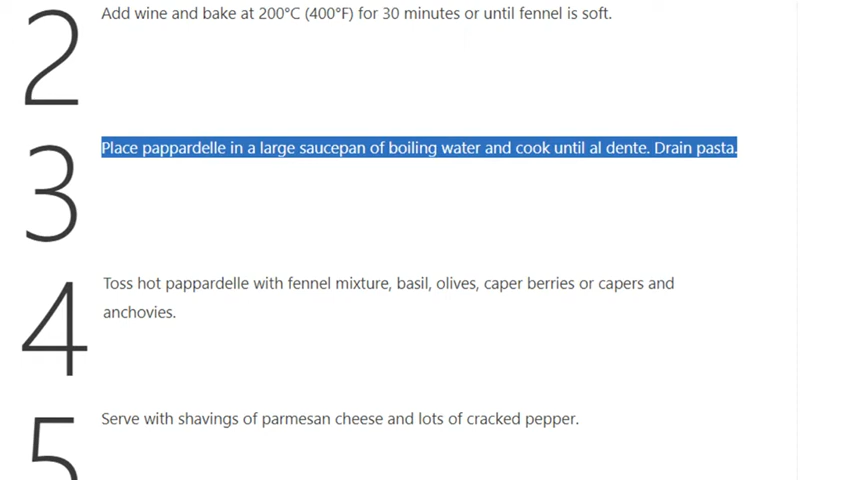 2
Add wine and bake at 200°C (400°F) for 30 minutes or until fennel is soft.
3
Place pappardelle in a large saucepan of boiling water and cook until al dente. Drain pasta.
4
Toss hot pappardelle with fennel mixture, basil, olives, caper berries or capers and
anchovies.
5
Serve with shavings of parmesan cheese and lots of cracked pepper.